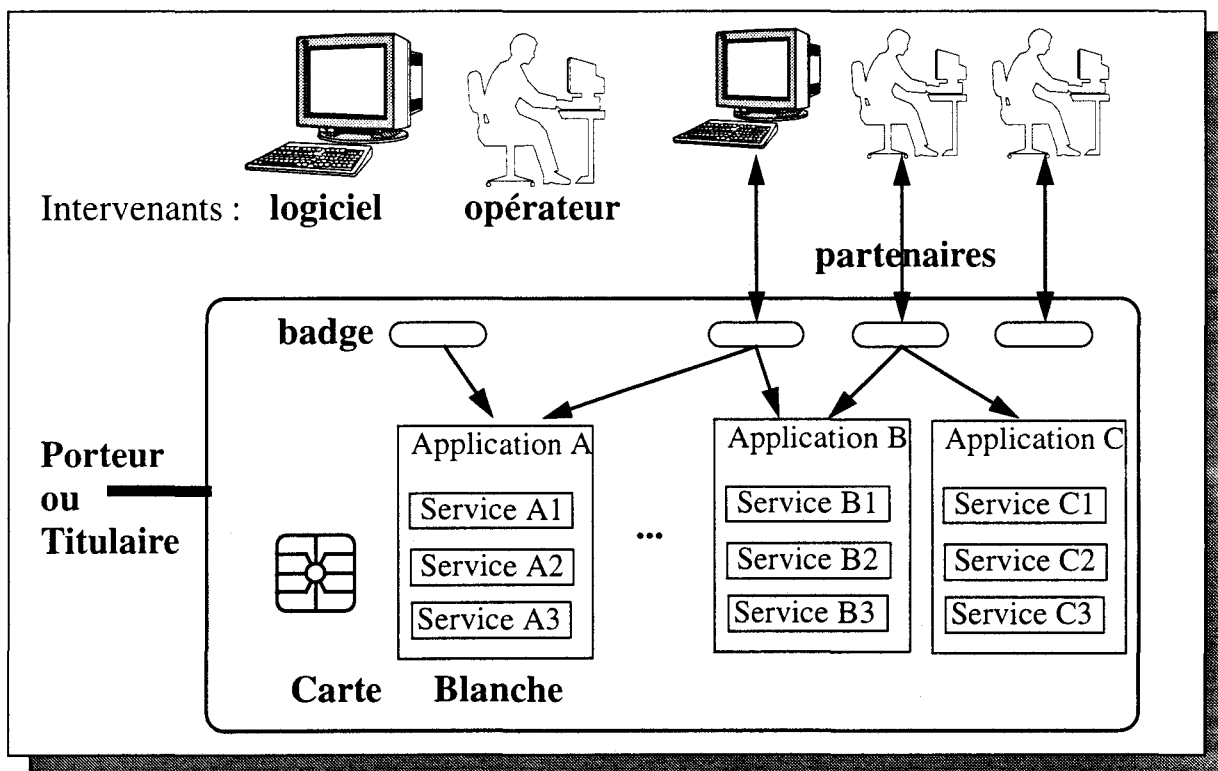 Intervenants : logiciel opérateur
partenaires
badge
Porteur
ou
Titulaire
Application A
Service A1
Service A2
Service A3
...
Application B
Service B1
Service B2
Service B3
Application C
Service C1
Service C2
Service C3
Carte Blanche